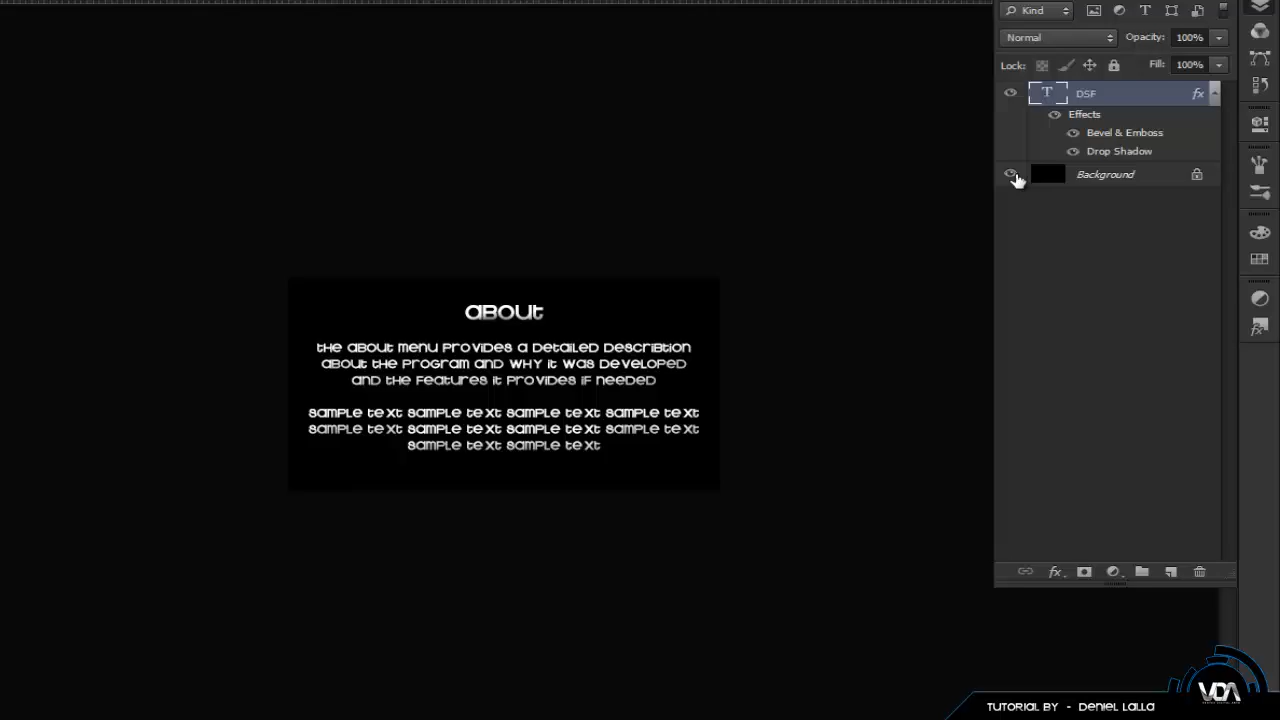 Kind
Normal
Opacity: 100%
Lock:
Fill: 100%
T DSF fx
Effects
Bevel & Emboss
Drop Shadow
Background
ABOUT
THE ABOUT MENU PROVIDES A DETAILED DESCRIBTION
ABOUT THE PROGRAM AND WHY IT WAS DEVELOPED
AND THE FEATURES IT PROVIDES IF NEEDED
SAMPLE TEXT SAMPLE TEXT SAMPLE TEXT SAMPLE TEXT
SAMPLE TEXT SAMPLE TEXT SAMPLE TEXT SAMPLE TEXT
SAMPLE TEXT SAMPLE TEXT
fx
VDA
TUTORIAL BY - DENIEL LALLA